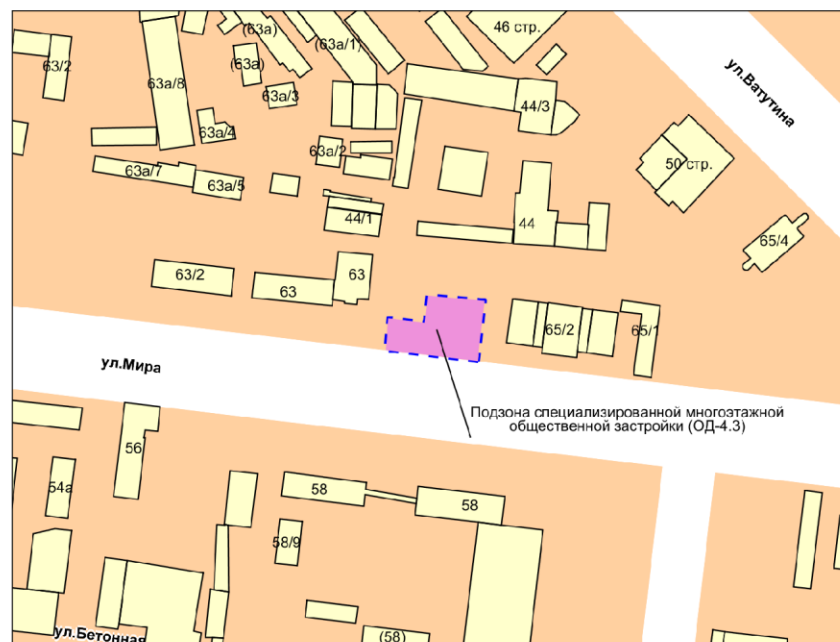 46 стр.
(63а)
(63а/1)
63/2
(63а)
63а/8
63а/3
44/3
ул.Ватутина
63а/4
63а/2
50 стр.
63а/7
63а/5
44/1
44
65/4
63/2
63
63
65/2
65/1
ул.Мира
Подзона специализированной многоэтажной
общественной застройки (ОД-4.3)
56
54а
58
58
58/9
ул.Бетонная
(58)